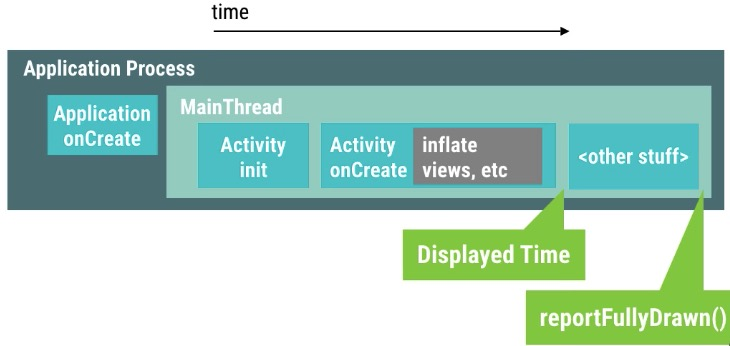 time
Application Process
MainThread
Application
onCreate
Activity
init
Activity
onCreate
inflate
views, etc
<other stuff>
Displayed Time
reportFullyDrawn()